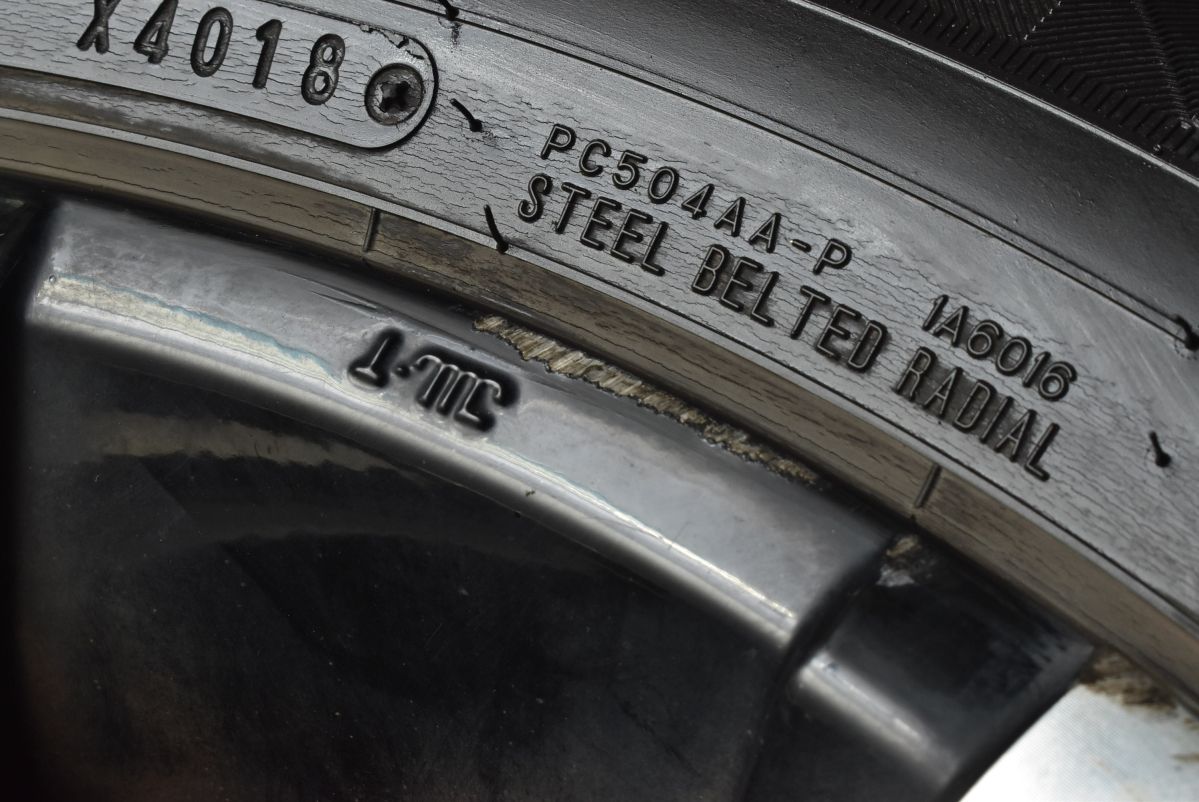 X4018
PC504AA-P
STEEL BELTED RADIAL
1A6016
JWL-T